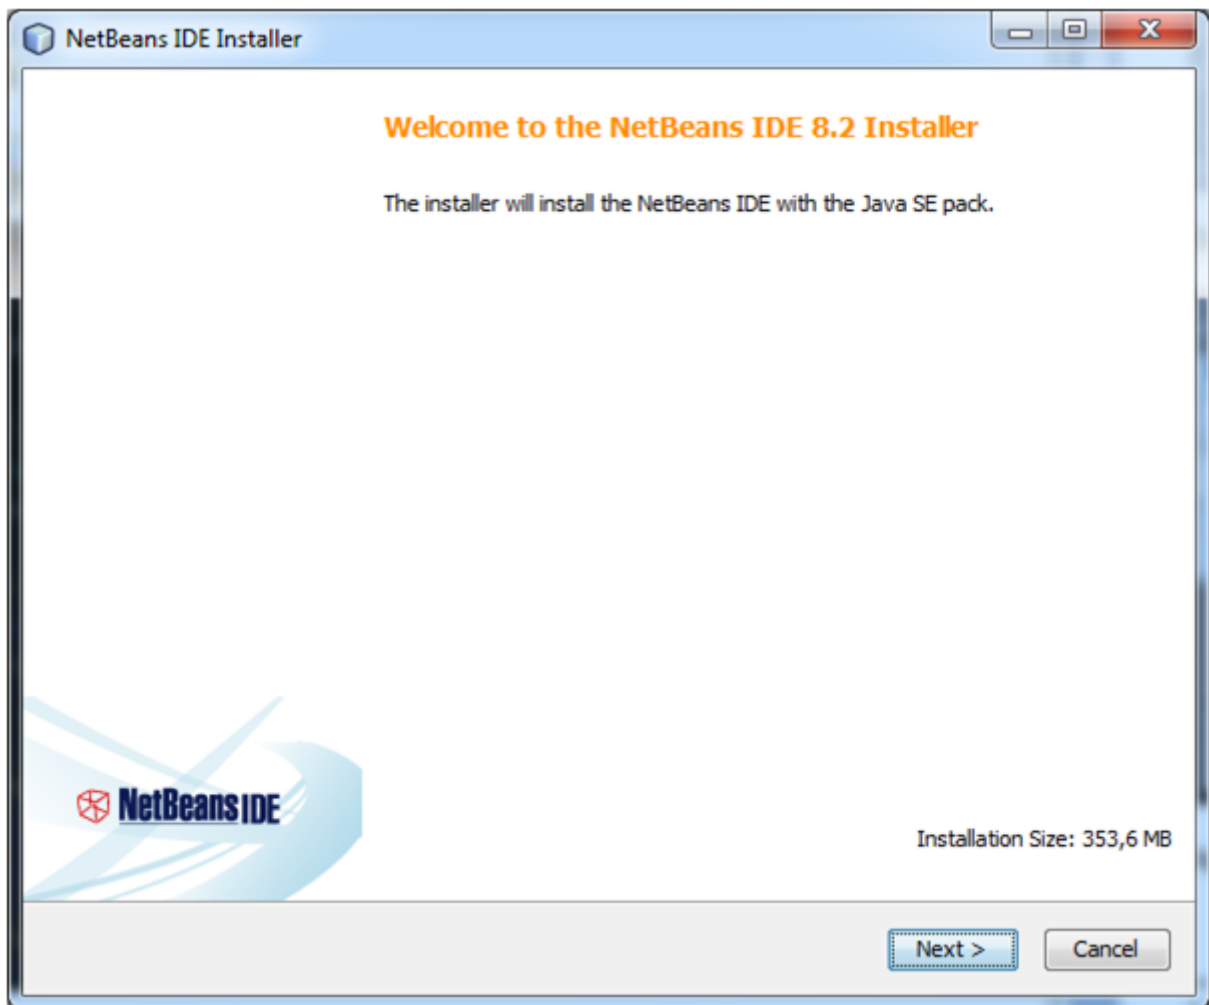 NetBeans IDE Installer
Welcome to the NetBeans IDE 8.2 Installer
The installer will install the NetBeans IDE with the Java SE pack.
NetBeans IDE
Installation Size: 353,6 MB
Next >
Cancel